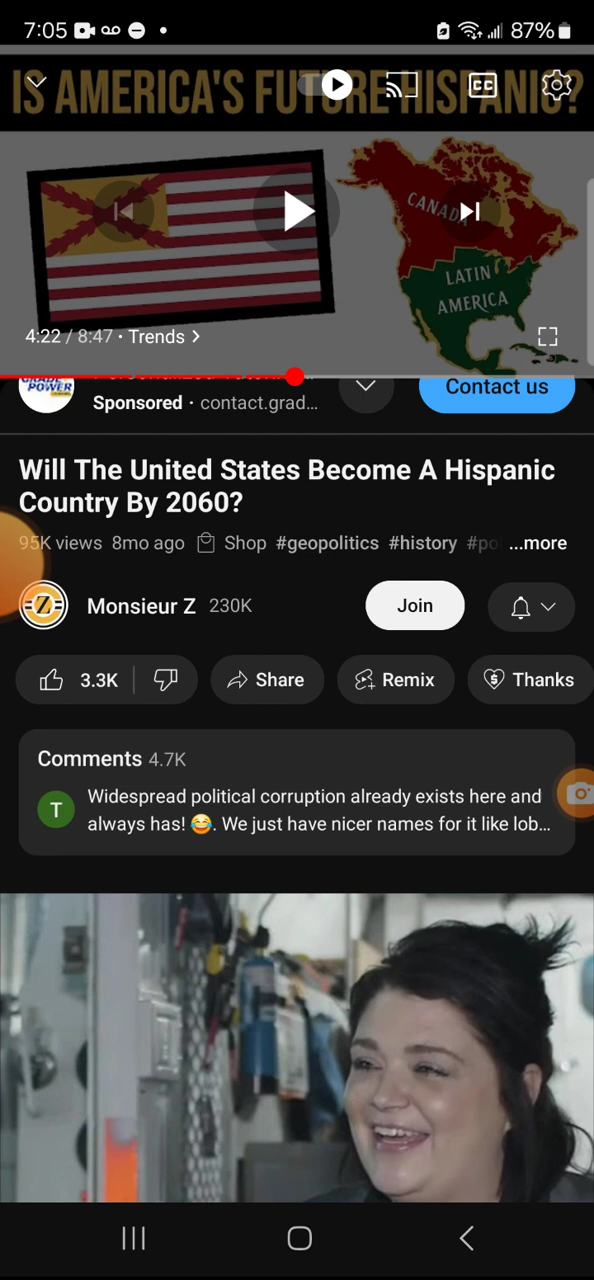 7:05
87%
IS AMERICA'S FUTURE HISPANIC?
CC
CANADA
LATIN
AMERICA
4:22 / 8:47 • Trends >
POWER
Contact us
Sponsored · contact.grad...
Will The United States Become A Hispanic
Country By 2060?
95K views 8mo ago Shop #geopolitics #history #po ...more
Z
Monsieur Z 230K
Join
3.3K
Share
Remix
Thanks
Comments 4.7K
T
Widespread political corruption already exists here and
always has! 😂. We just have nicer names for it like lob...